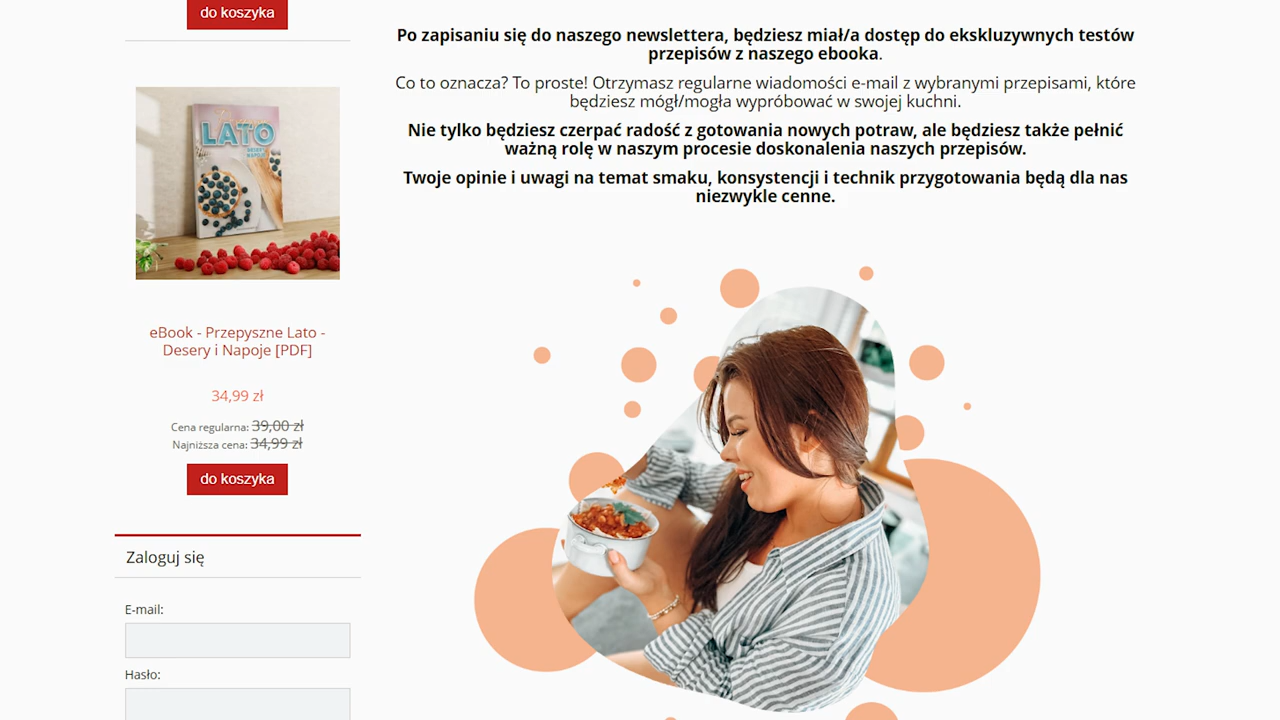 do koszyka
LATO
DESERY
NAPOJE
eBook - Przepyszne Lato -
Desery i Napoje [PDF]
34,99 zł
Cena regularna: 39,00 zł
Najniższa cena: 34,99 zł
do koszyka
Zaloguj się
E-mail:
Hasło:
Po zapisaniu się do naszego newslettera, będziesz miał/a dostęp do ekskluzywnych testów
przepisów z naszego ebooka.
Co to oznacza? To proste! Otrzymasz regularne wiadomości e-mail z wybranymi przepisami, które
będziesz mógł/mogła wypróbować w swojej kuchni.
Nie tylko będziesz czerpać radość z gotowania nowych potraw, ale będziesz także pełnić
ważną rolę w naszym procesie doskonalenia naszych przepisów.
Twoje opinie i uwagi na temat smaku, konsystencji i technik przygotowania będą dla nas
niezwykle cenne.